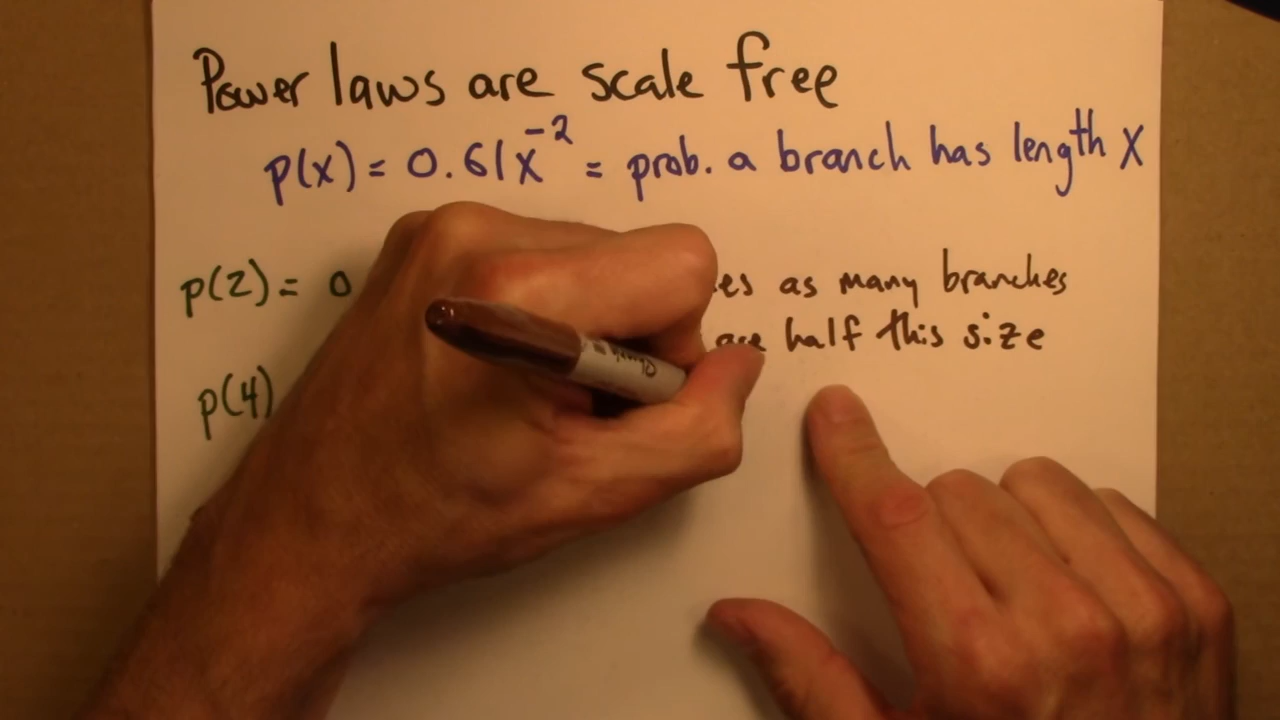 Power laws are scale free
p(x) = 0.61x⁻² = prob. a branch has length x
p(2) = 0 as many branches
are half this size
p(4)